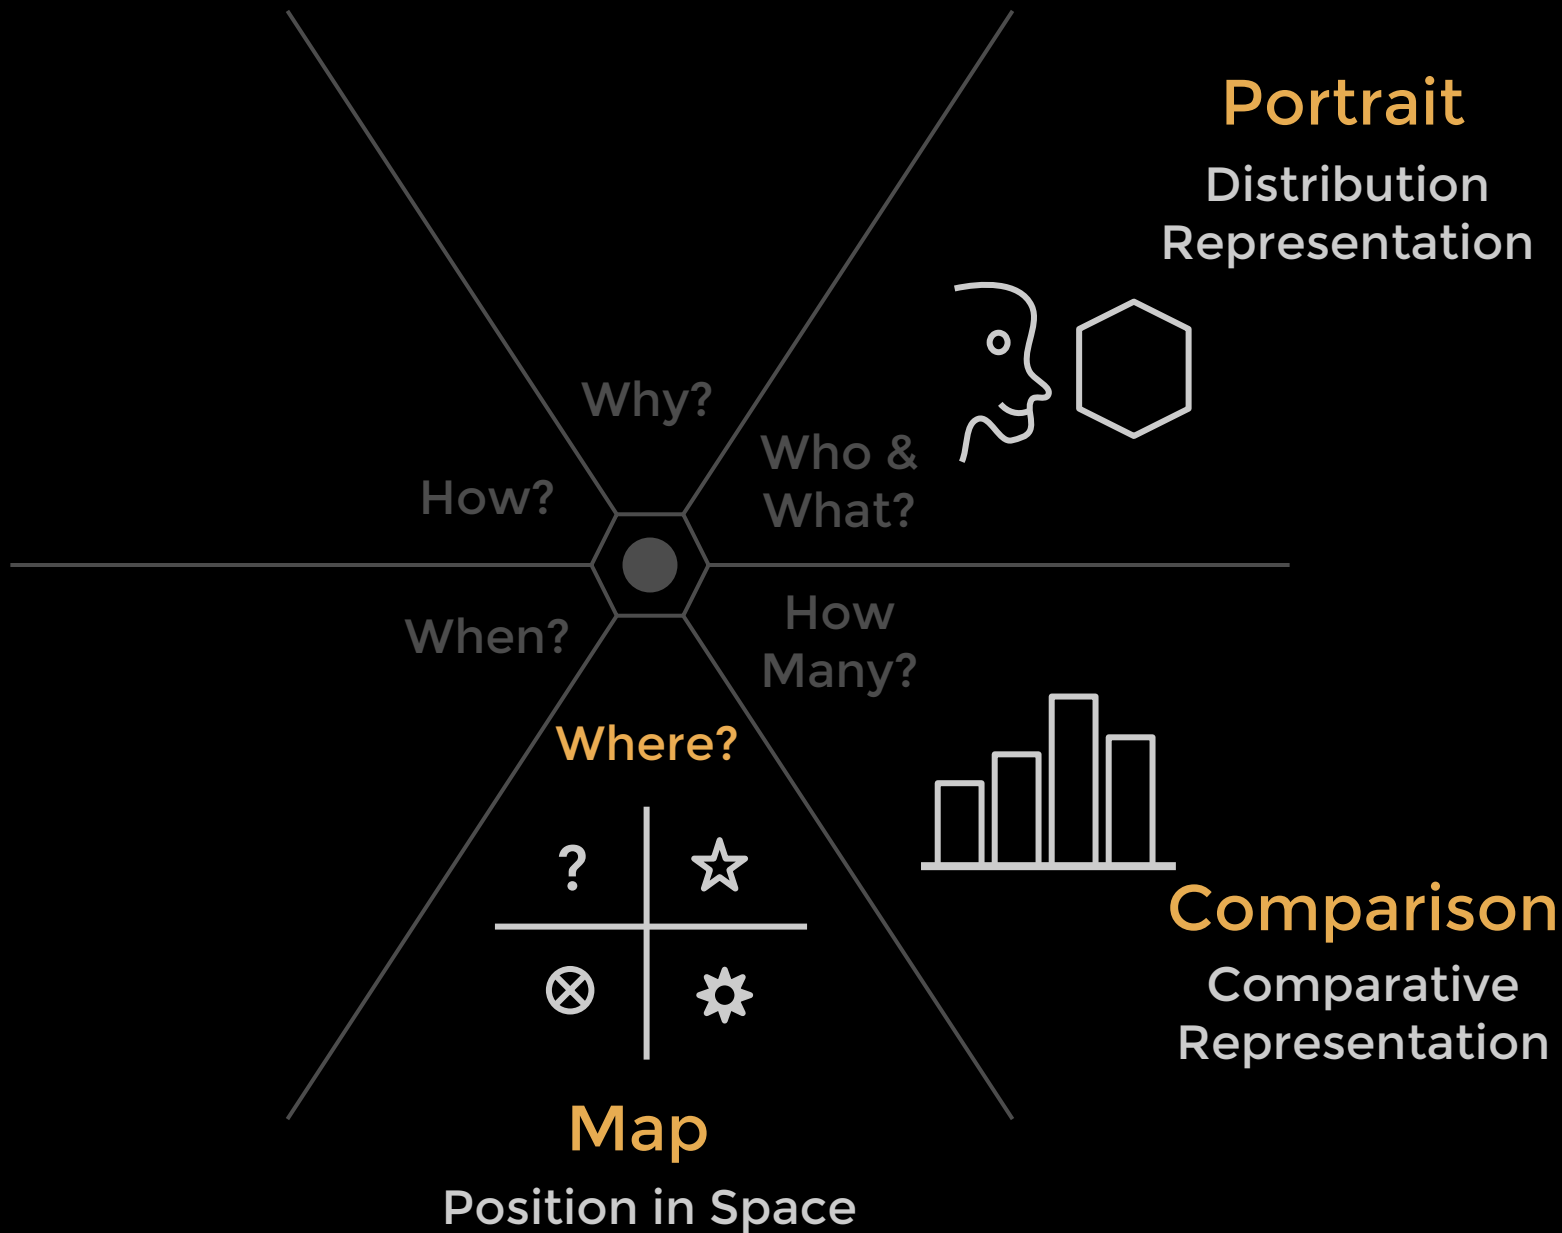 Portrait
Distribution
Representation
Why?
Who &
What?
How?
When?
How
Many?
Where?
?
Comparison
Comparative
Representation
Map
Position in Space